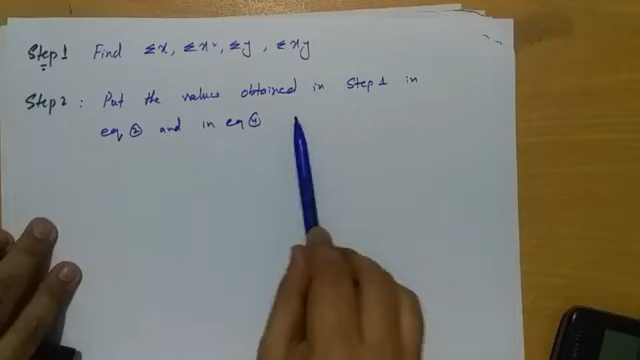 Step 1 Find Σx, Σx², Σy, Σxy
Step 2 : Put the values obtained in Step 1 in
eq ② and in eq ④